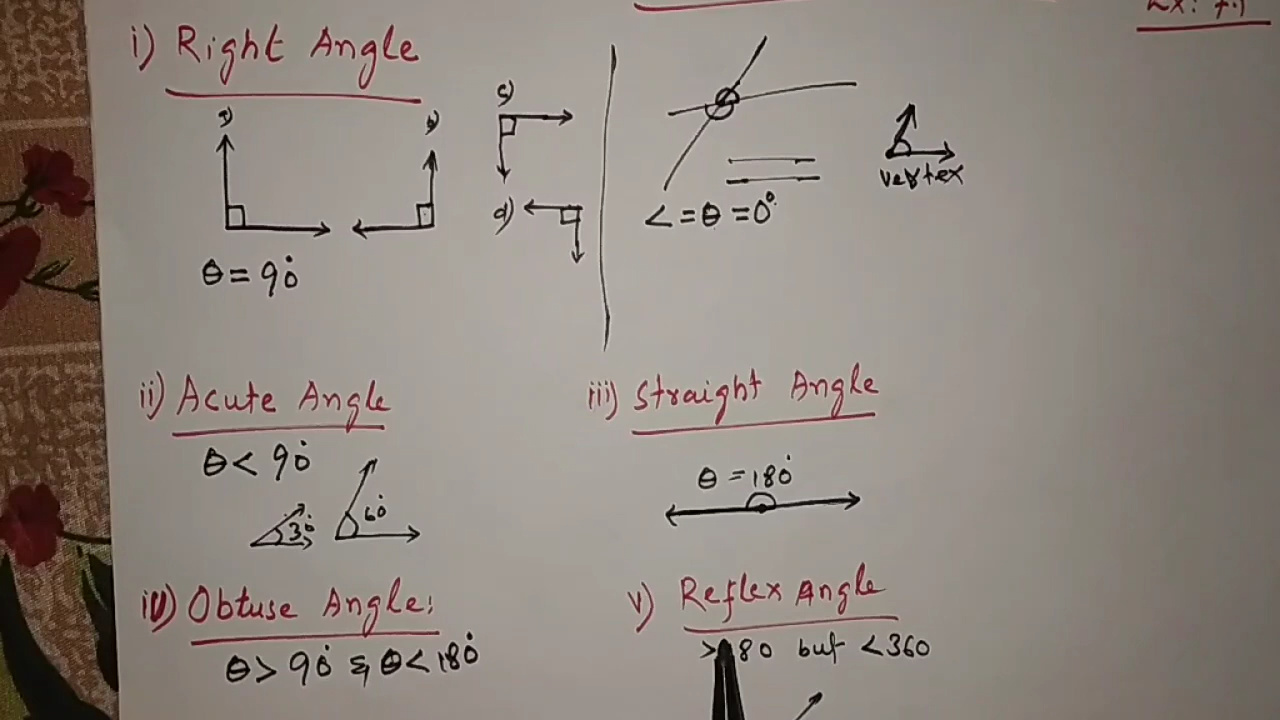 i) Right Angle
a)
b)
c)
d)
θ = 90°
∠ = θ = 0°
vertex
ii) Acute Angle
θ < 90°
30°
60°
iii) Straight Angle
θ = 180°
iv) Obtuse Angle:
θ > 90° & θ < 180°
v) Reflex Angle
>180 but <360